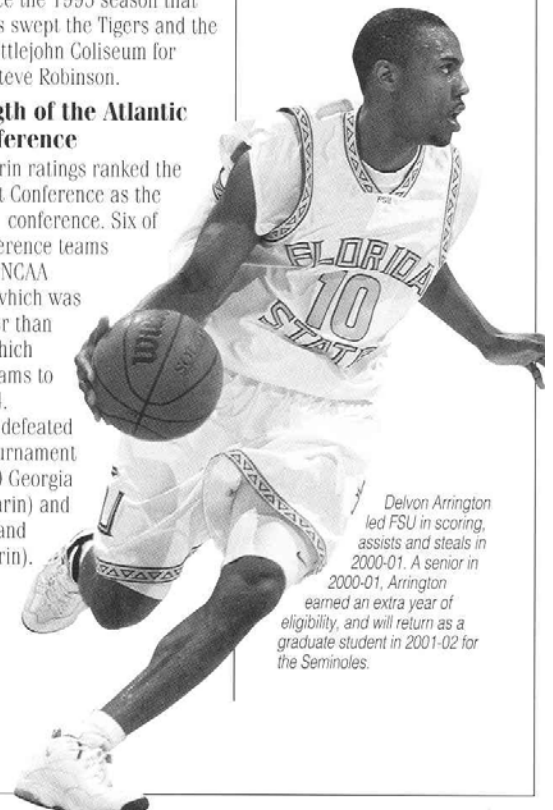 ce the 1995 season that
s swept the Tigers and the
ttlejohn Coliseum for
teve Robinson.
gth of the Atlantic
ference
rin ratings ranked the
t Conference as the
conference. Six of
erence teams
NCAA
which was
r than
hich
ams to
defeated
urnament
) Georgia
arin) and
and
rin).
FSU
FLORIDA
10
STATE
Delvon Arrington
led FSU in scoring,
assists and steals in
2000-01. A senior in
2000-01, Arrington
earned an extra year of
eligibility, and will return as a
graduate student in 2001-02 for
the Seminoles.